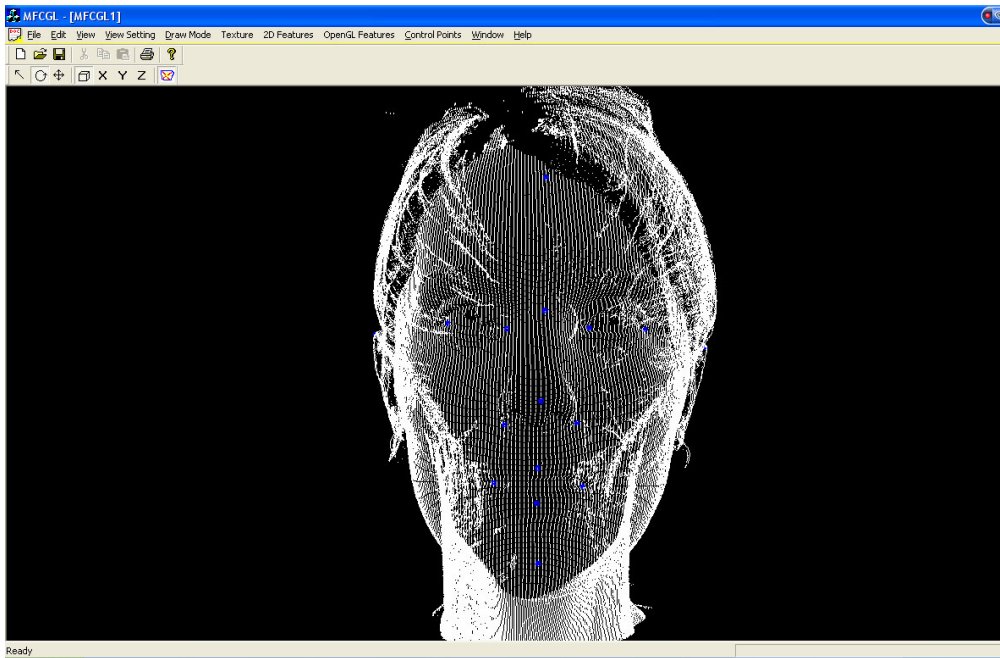 MFCGL - [MFCGL1]
File Edit View View Setting Draw Mode Texture 2D Features OpenGL Features Control Points Window Help
X Y Z
Ready